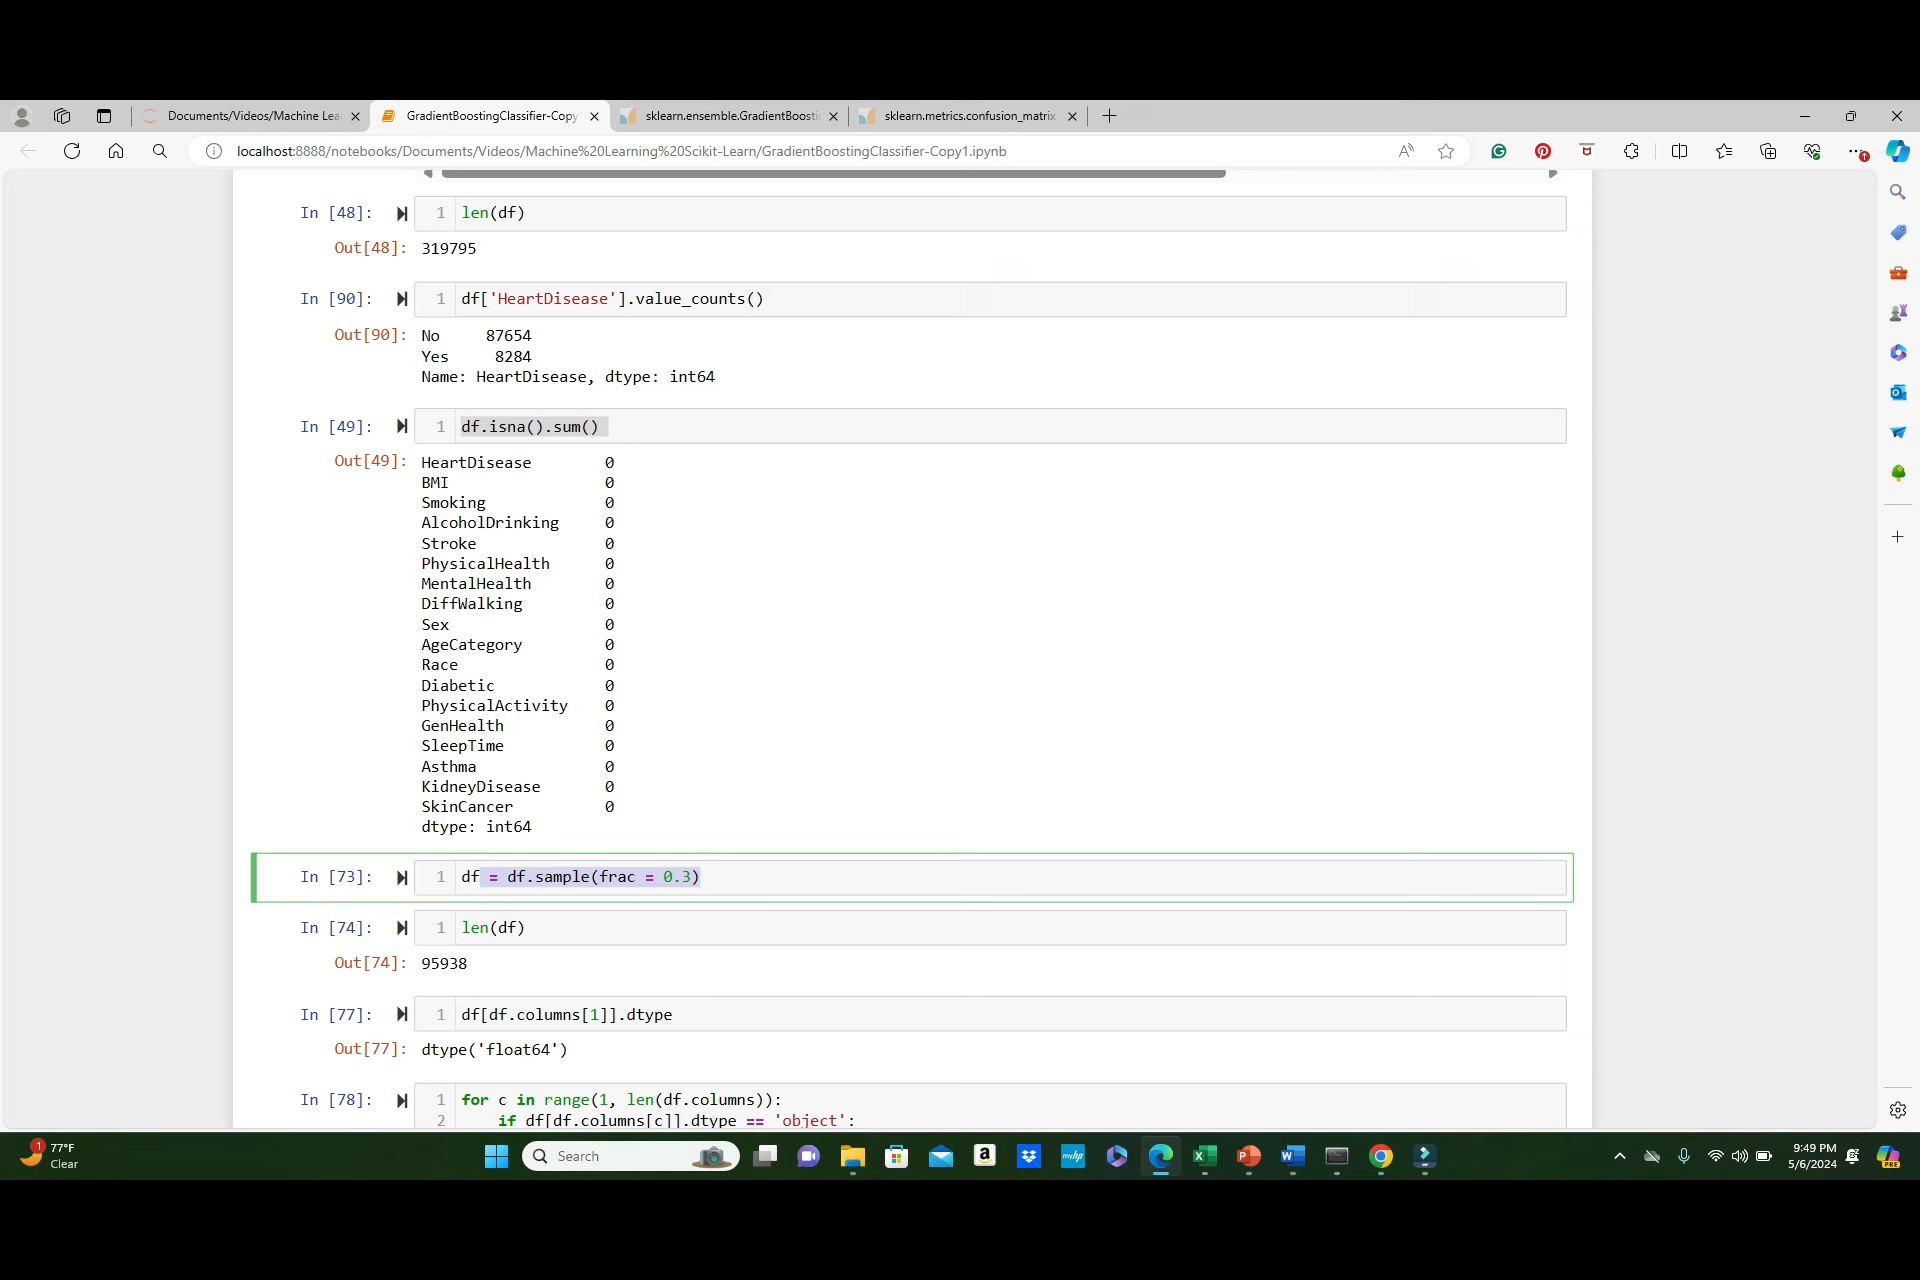 Documents/Videos/Machine Lea
GradientBoostingClassifier-Copy
sklearn.ensemble.GradientBoosti
sklearn.metrics.confusion_matrix
localhost:8888/notebooks/Documents/Videos/Machine%20Learning%20Scikit-Learn/GradientBoostingClassifier-Copy1.ipynb
In [48]: 1 len(df)
Out[48]: 319795
In [90]: 1 df['HeartDisease'].value_counts()
Out[90]: No 87654
Yes 8284
Name: HeartDisease, dtype: int64
In [49]: 1 df.isna().sum()
Out[49]: HeartDisease 0
BMI 0
Smoking 0
AlcoholDrinking 0
Stroke 0
PhysicalHealth 0
MentalHealth 0
DiffWalking 0
Sex 0
AgeCategory 0
Race 0
Diabetic 0
PhysicalActivity 0
GenHealth 0
SleepTime 0
Asthma 0
KidneyDisease 0
SkinCancer 0
dtype: int64
In [73]: 1 df = df.sample(frac = 0.3)
In [74]: 1 len(df)
Out[74]: 95938
In [77]: 1 df[df.columns[1]].dtype
Out[77]: dtype('float64')
In [78]: 1 for c in range(1, len(df.columns)):
2 if df[df.columns[c]].dtype == 'object':
1 77°F
Clear
Search
a
myhp
9:49 PM
5/6/2024
PRE